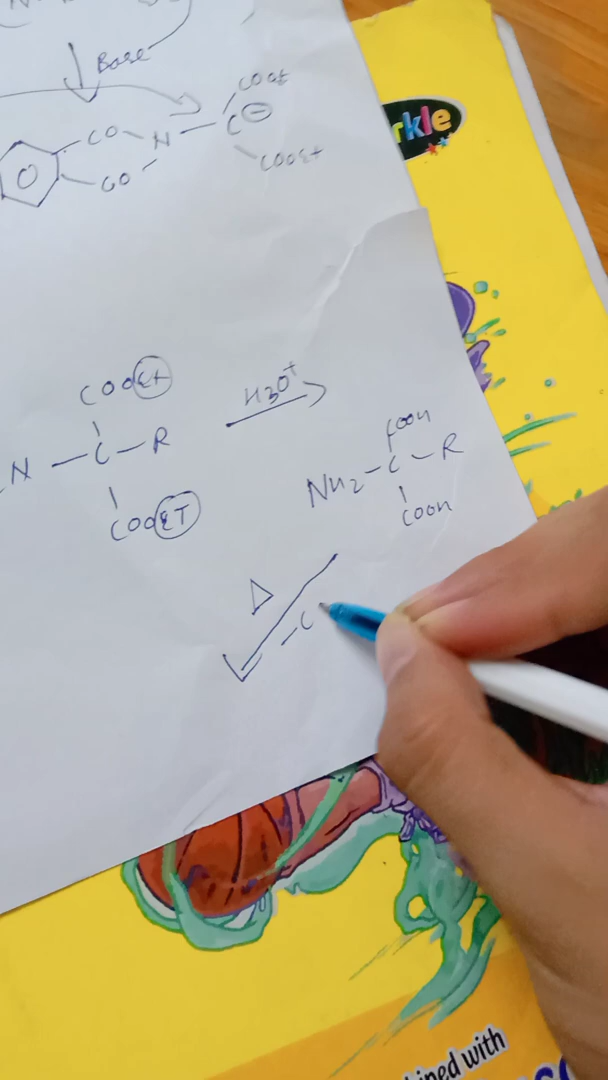 Base
COOEt
CO N C⊖
CO
COOEt
rkle
COOEt
H3O+
N — C — R
COOH
NH2 — C — R
COOET
COOH
Δ
– C
ined with